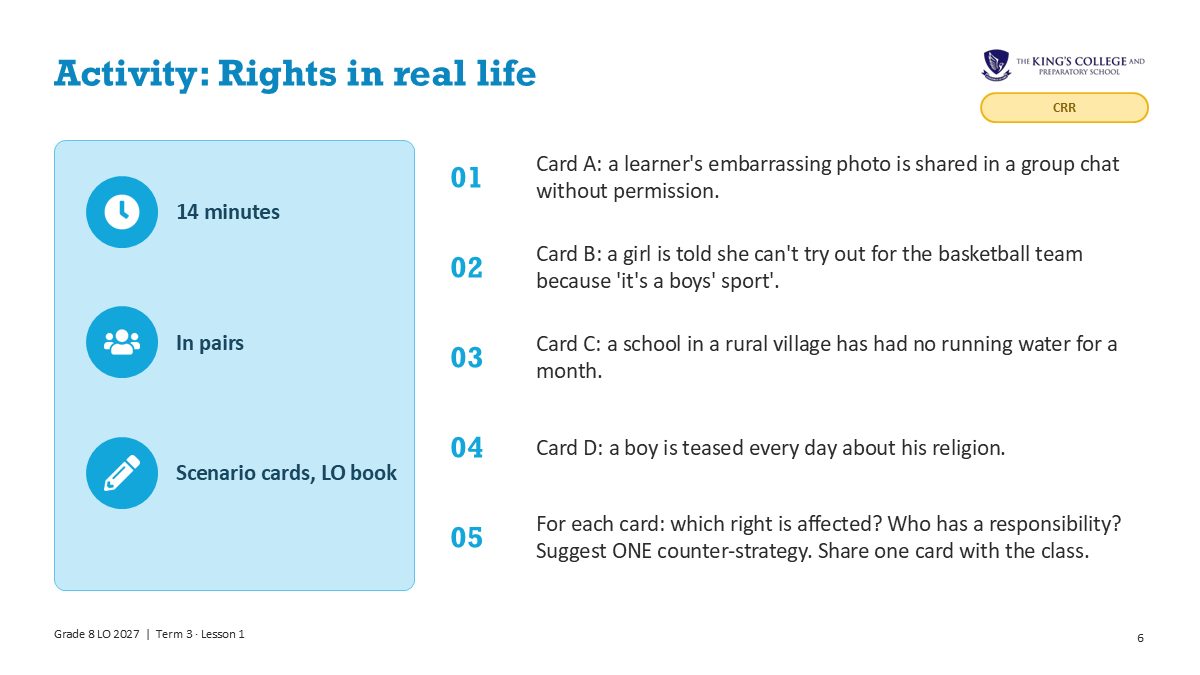 Activity: Rights in real life
THE KING'S COLLEGE AND
PREPARATORY SCHOOL
CRR
14 minutes
In pairs
Scenario cards, LO book
01
Card A: a learner's embarrassing photo is shared in a group chat
without permission.
02
Card B: a girl is told she can't try out for the basketball team
because 'it's a boys' sport'.
03
Card C: a school in a rural village has had no running water for a
month.
04
Card D: a boy is teased every day about his religion.
05
For each card: which right is affected? Who has a responsibility?
Suggest ONE counter-strategy. Share one card with the class.
Grade 8 LO 2027 | Term 3 · Lesson 1
6